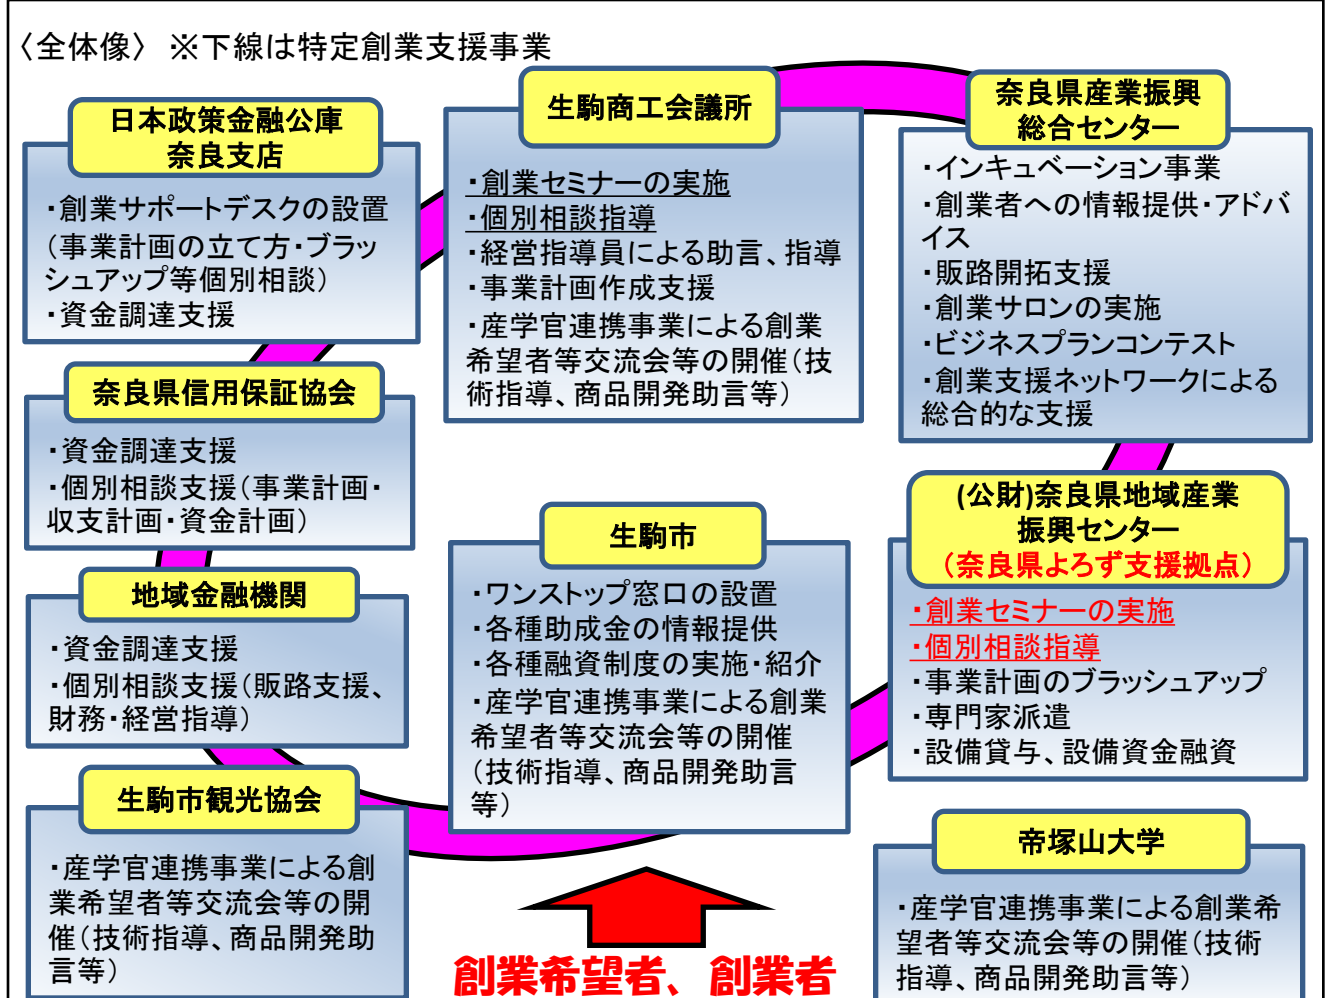 〈全体像〉 ※下線は特定創業支援事業
日本政策金融公庫
奈良支店
・創業サポートデスクの設置
(事業計画の立て方・ブラッ
シュアップ等個別相談)
・資金調達支援
生駒商工会議所
・創業セミナーの実施
・個別相談指導
・経営指導員による助言、指導
・事業計画作成支援
・産学官連携事業による創業
希望者等交流会等の開催(技
術指導、商品開発助言等)
奈良県産業振興
総合センター
・インキュベーション事業
・創業者への情報提供・アドバ
イス
・販路開拓支援
・創業サロンの実施
・ビジネスプランコンテスト
・創業支援ネットワークによる
総合的な支援
奈良県信用保証協会
・資金調達支援
・個別相談支援(事業計画・
収支計画・資金計画)
地域金融機関
・資金調達支援
・個別相談支援(販路支援、
財務・経営指導)
生駒市
・ワンストップ窓口の設置
・各種助成金の情報提供
・各種融資制度の実施・紹介
・産学官連携事業による創業
希望者等交流会等の開催
(技術指導、商品開発助言
等)
(公財)奈良県地域産業
振興センター
(奈良県よろず支援拠点)
・創業セミナーの実施
・個別相談指導
・事業計画のブラッシュアップ
・専門家派遣
・設備貸与、設備資金融資
生駒市観光協会
・産学官連携事業による創
業希望者等交流会等の開
催(技術指導、商品開発助
言等)
創業希望者、創業者
帝塚山大学
・産学官連携事業による創業希
望者等交流会等の開催(技術
指導、商品開発助言等)